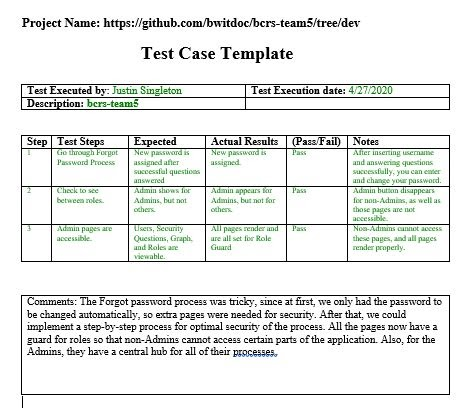 Project Name: https://github.com/bwitdoc/bcrs-team5/tree/dev
Test Case Template
Test Executed by: Justin Singleton Test Execution date: 4/27/2020
Description: bcrs-team5
Step Test Steps Expected Actual Results (Pass/Fail) Notes
1 Go through Forgot Password Process New password is assigned after successful questions answered New password is assigned. Pass After inserting username and answering questions successfully, you can enter and change your password.
2 Check to see between roles. Admin shows for Admins, but not others. Admin appears for Admins, but not for others. Pass Admin button disappears for non-Admins, as well as those pages are not accessible.
3 Admin pages are accessible. Users, Security Questions, Graph, and Roles are viewable. All pages render and are all set for Role Guard Pass Non-Admins cannot access these pages, and all pages render properly.
Comments: The Forgot password process was tricky, since at first, we only had the password to
be changed automatically, so extra pages were needed for security. After that, we could
implement a step-by-step process for optimal security of the process. All the pages now have a
guard for roles so that non-Admins cannot access certain parts of the application. Also, for the
Admins, they have a central hub for all of their processes.